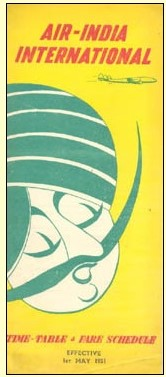 AIR-INDIA
INTERNATIONAL
TIME-TABLE & FARE SCHEDULE
EFFECTIVE
1st MAY 1951